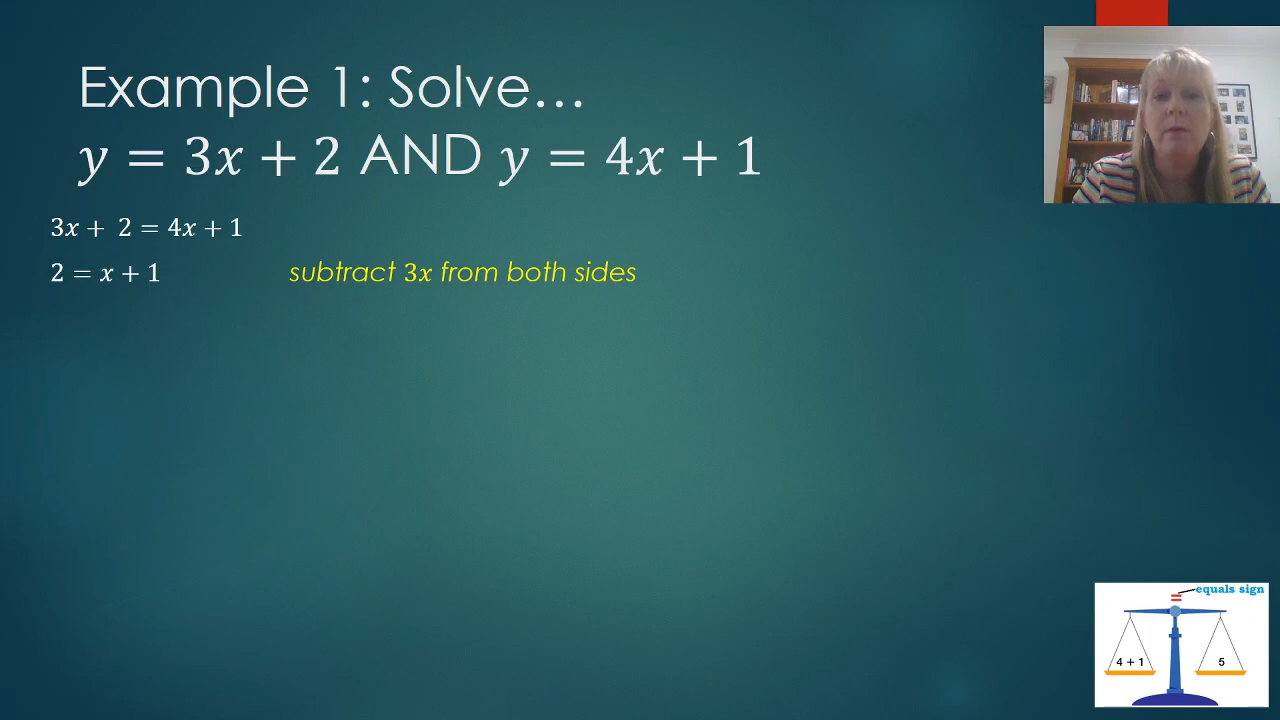 Example 1: Solve…
𝑦 = 3𝑥 + 2 AND 𝑦 = 4𝑥 + 1
3𝑥 + 2 = 4𝑥 + 1
2 = 𝑥 + 1 subtract 3𝑥 from both sides
equals sign
=
4 + 1 5